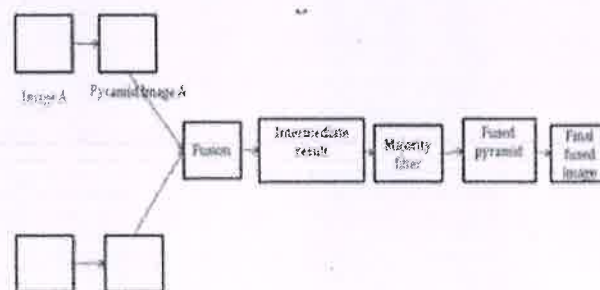 Image A
Pyramid Image A
Fusion
Intermediate
result
Majority
filter
Fused
pyramid
Final
fused
image